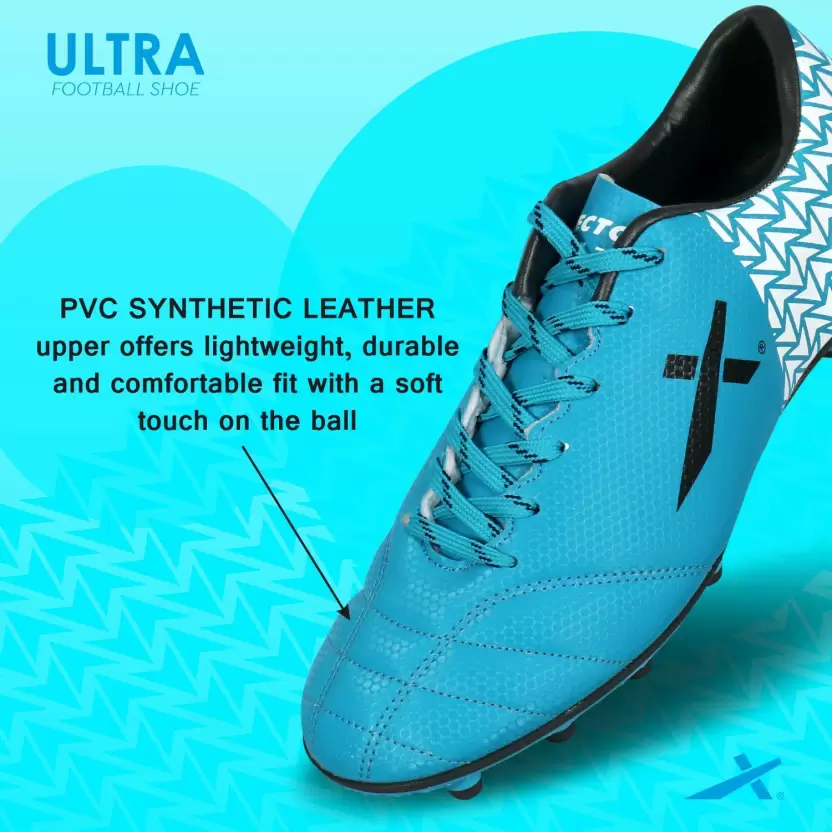 ULTRA
FOOTBALL SHOE
ECTO
PVC SYNTHETIC LEATHER
upper offers lightweight, durable
and comfortable fit with a soft
touch on the ball
®
®